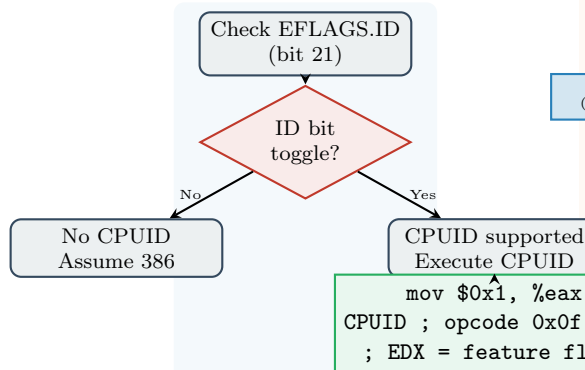 Check EFLAGS.ID
(bit 21)
ID bit
toggle?
No
Yes
No CPUID
Assume 386
CPUID supported
Execute CPUID
mov $0x1, %eax
CPUID ; opcode 0x0f
; EDX = feature